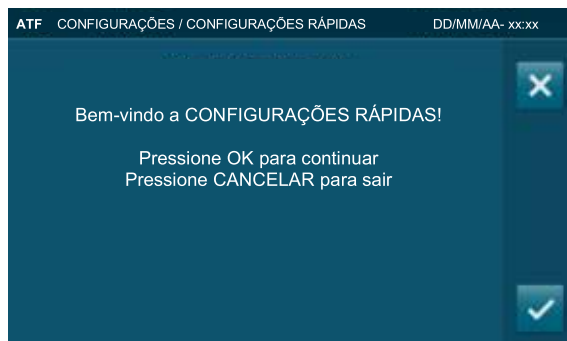 ATF CONFIGURAÇÕES / CONFIGURAÇÕES RÁPIDAS DD/MM/AA- xx:xx
Bem-vindo a CONFIGURAÇÕES RÁPIDAS!
Pressione OK para continuar
Pressione CANCELAR para sair